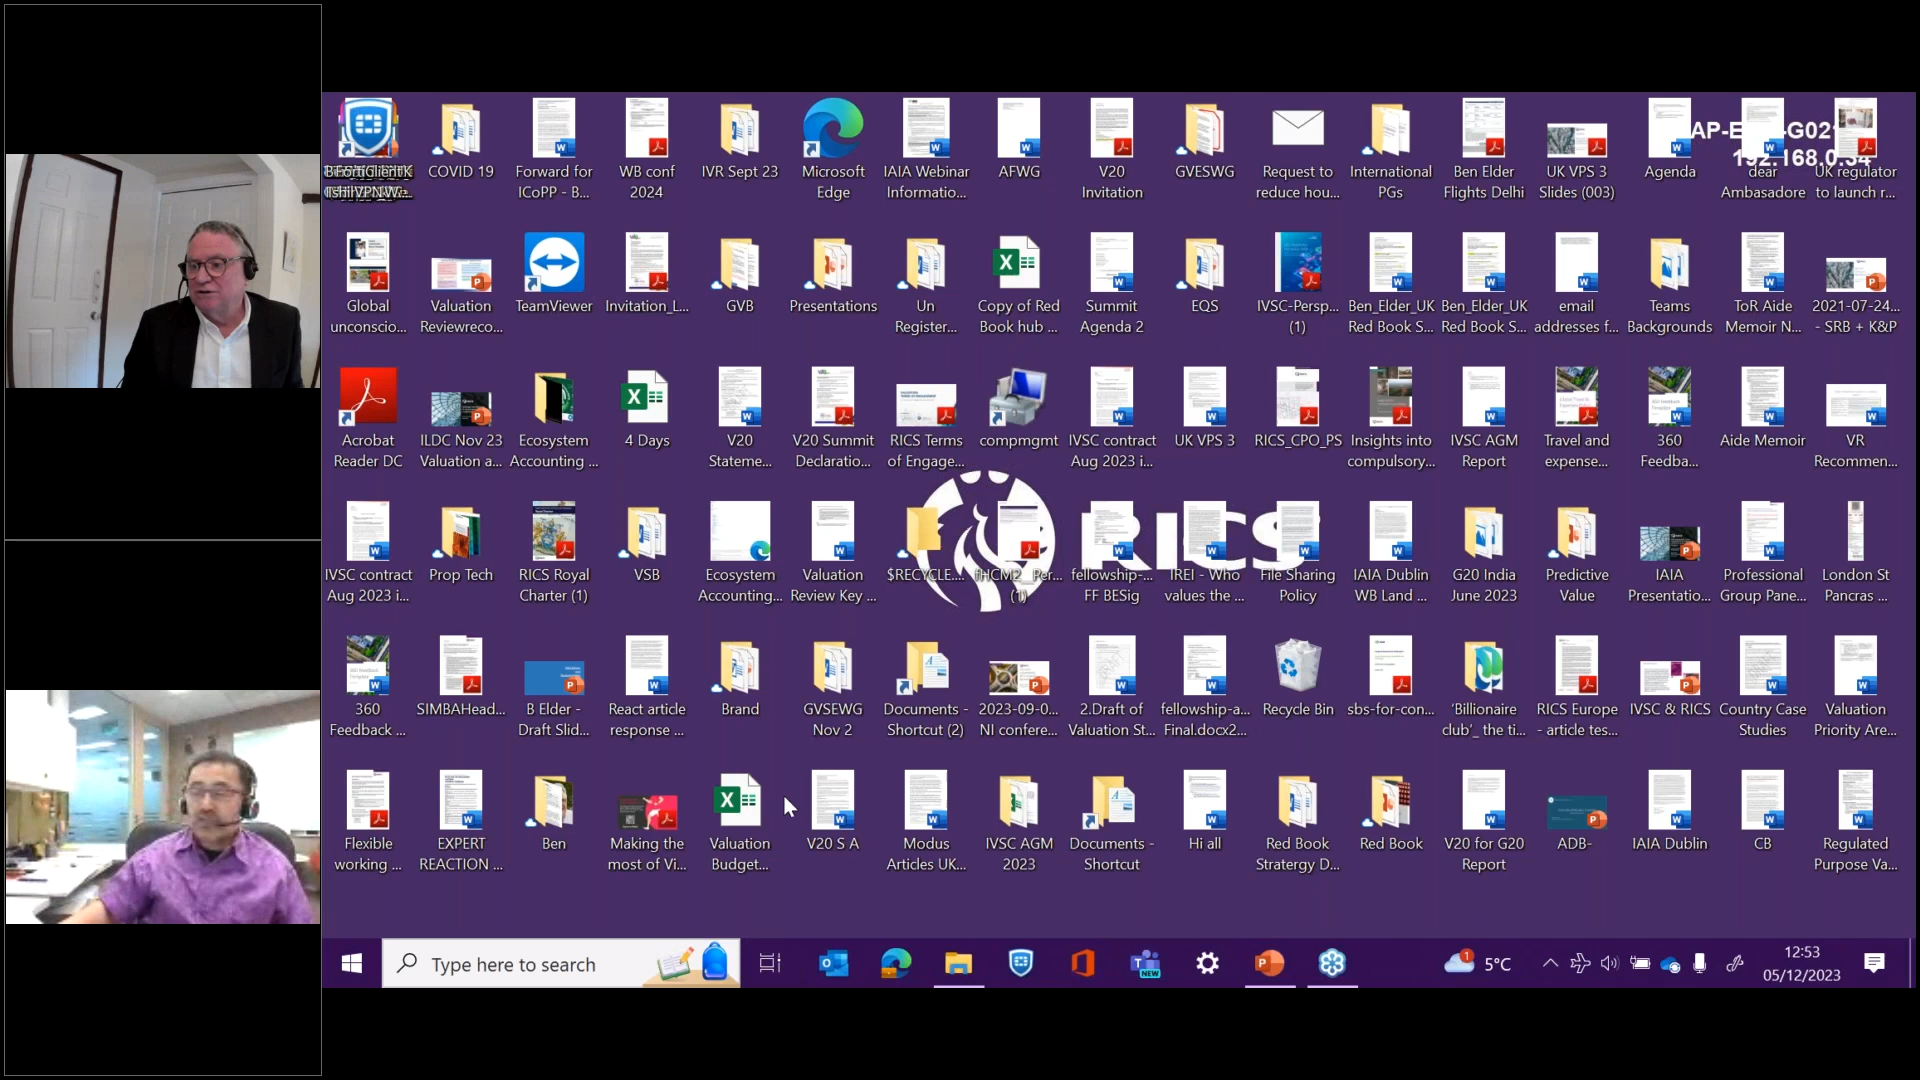 COVID 19
Forward for
ICoPP - B...
WB conf
2024
IVR Sept 23
Microsoft
Edge
IAIA Webinar
Informatio...
AFWG
V20
Invitation
GVESWG
Request to
reduce hou...
International
PGs
Ben Elder
Flights Delhi
UK VPS 3
Slides (003)
Agenda
dear
Ambasadore
UK regulator
to launch r...
192.168.0.34
Global
unconscio...
Valuation
Reviewreco...
TeamViewer
Invitation_L...
GVB
Presentations
Un
Register...
Copy of Red
Book hub ...
Summit
Agenda 2
EQS
IVSC-Persp...
(1)
Ben_Elder_UK
Red Book S...
Ben_Elder_UK
Red Book S...
email
addresses f...
Teams
Backgrounds
ToR Aide
Memoir N...
2021-07-24...
- SRB + K&P
Acrobat
Reader DC
ILDC Nov 23
Valuation a...
Ecosystem
Accounting ...
4 Days
V20
Stateme...
V20 Summit
Declaratio...
RICS Terms
of Engage...
compmgmt
IVSC contract
Aug 2023 i...
UK VPS 3
RICS_CPO_PS
Insights into
compulsory...
IVSC AGM
Report
Travel and
expense...
360
Feedba...
Aide Memoir
VR
Recommen...
RICS
IVSC contract
Aug 2023 i...
Prop Tech
RICS Royal
Charter (1)
VSB
Ecosystem
Accounting...
Valuation
Review Key ...
$RECYCLE....
fHCM2_ Per...
(1)
fellowship-...
FF BESig
IREI - Who
values the ...
File Sharing
Policy
IAIA Dublin
WB Land ...
G20 India
June 2023
Predictive
Value
IAIA
Presentatio...
Professional
Group Pane...
London St
Pancras ...
360
Feedback ...
SIMBAHead...
B Elder -
Draft Slid...
React article
response ...
Brand
GVSEWG
Nov 2
Documents -
Shortcut (2)
2023-09-0...
NI confere...
2.Draft of
Valuation St...
fellowship-a...
Final.docx2...
Recycle Bin
sbs-for-con...
‘Billionaire
club’_ the ti...
RICS Europe
- article tes...
IVSC & RICS
Country Case
Studies
Valuation
Priority Are...
Flexible
working ...
EXPERT
REACTION ...
Ben
Making the
most of Vi...
Valuation
Budget...
V20 S A
Modus
Articles UK...
IVSC AGM
2023
Documents -
Shortcut
Hi all
Red Book
Stratergy D...
Red Book
V20 for G20
Report
ADB-
IAIA Dublin
CB
Regulated
Purpose Va...
Type here to search
NEW
1
5°C
12:53
05/12/2023